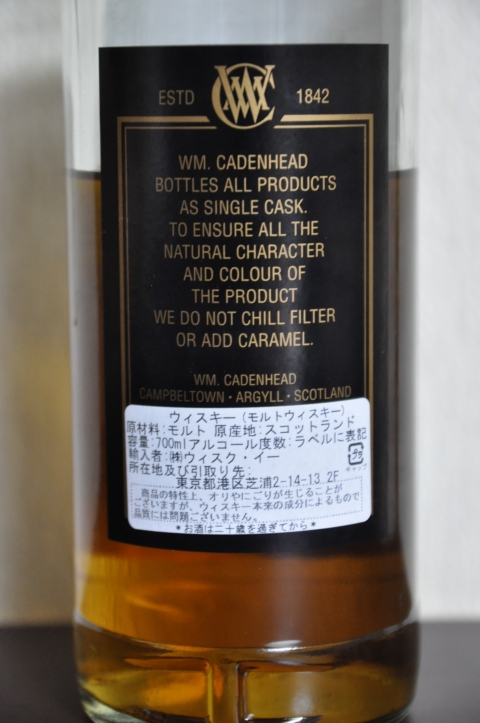 ESTD WMC 1842
WM. CADENHEAD
BOTTLES ALL PRODUCTS
AS SINGLE CASK.
TO ENSURE ALL THE
NATURAL CHARACTER
AND COLOUR OF
THE PRODUCT
WE DO NOT CHILL FILTER
OR ADD CARAMEL.
WM. CADENHEAD
CAMPBELTOWN · ARGYLL · SCOTLAND
ウィスキー(モルトウィスキー)
原材料:モルト 原産地:スコットランド
容量:700mlアルコール度数:ラベルに表記
輸入者:㈱ウィスク・イー
所在地及び引取り先:
東京都港区芝浦2-14-13 2F
プラ
キャップ
商品の特性上、オリやにごりが生じることが
ございますが、ウィスキー本来の成分によるもので
品質には問題ございません。
*お酒は二十歳を過ぎてから*